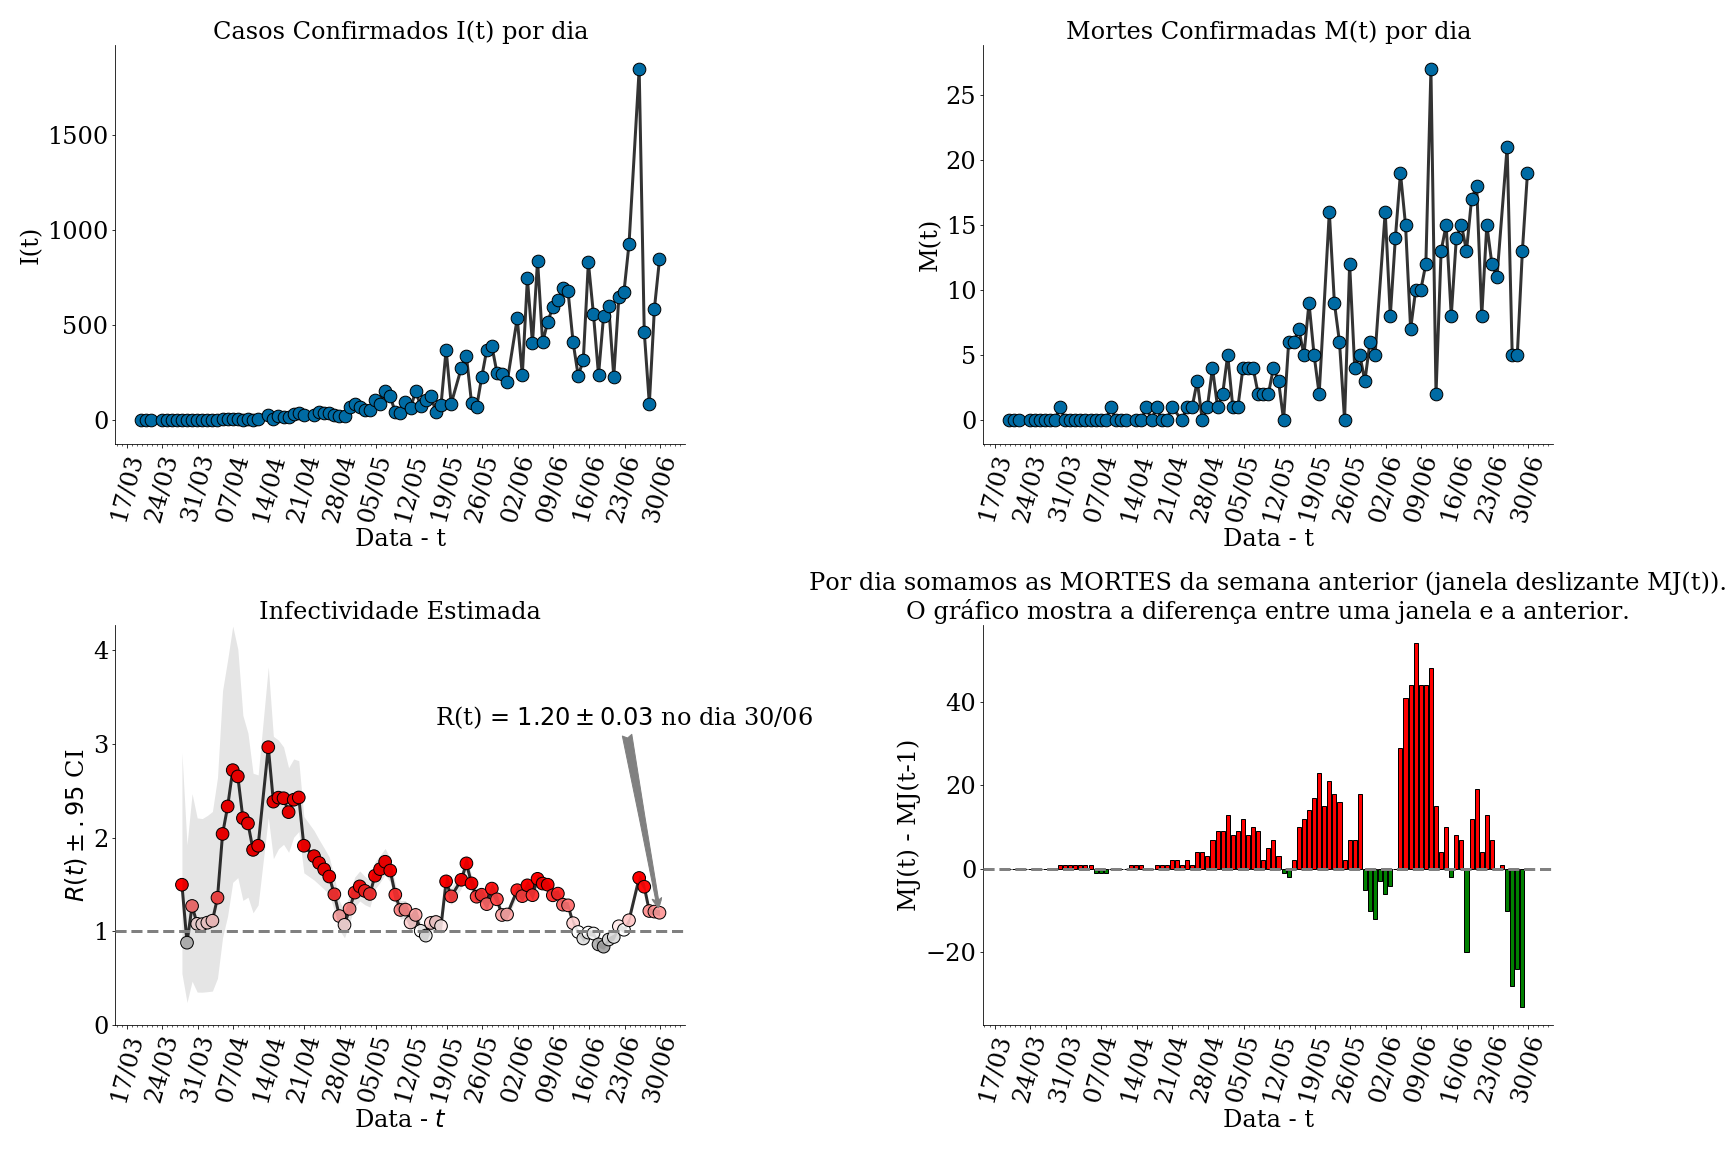 Casos Confirmados I(t) por dia
I(t)
1500
1000
500
0
17/03 24/03 31/03 07/04 14/04 21/04 28/04 05/05 12/05 19/05 26/05 02/06 09/06 16/06 23/06 30/06
Data - t
Mortes Confirmadas M(t) por dia
M(t)
25
20
15
10
5
0
17/03 24/03 31/03 07/04 14/04 21/04 28/04 05/05 12/05 19/05 26/05 02/06 09/06 16/06 23/06 30/06
Data - t
Infectividade Estimada
R(t) ± .95 CI
4
3
2
1
0
R(t) = 1.20 ± 0.03 no dia 30/06
17/03 24/03 31/03 07/04 14/04 21/04 28/04 05/05 12/05 19/05 26/05 02/06 09/06 16/06 23/06 30/06
Data - t
Por dia somamos as MORTES da semana anterior (janela deslizante MJ(t)).
O gráfico mostra a diferença entre uma janela e a anterior.
MJ(t) - MJ(t-1)
40
20
0
−20
17/03 24/03 31/03 07/04 14/04 21/04 28/04 05/05 12/05 19/05 26/05 02/06 09/06 16/06 23/06 30/06
Data - t